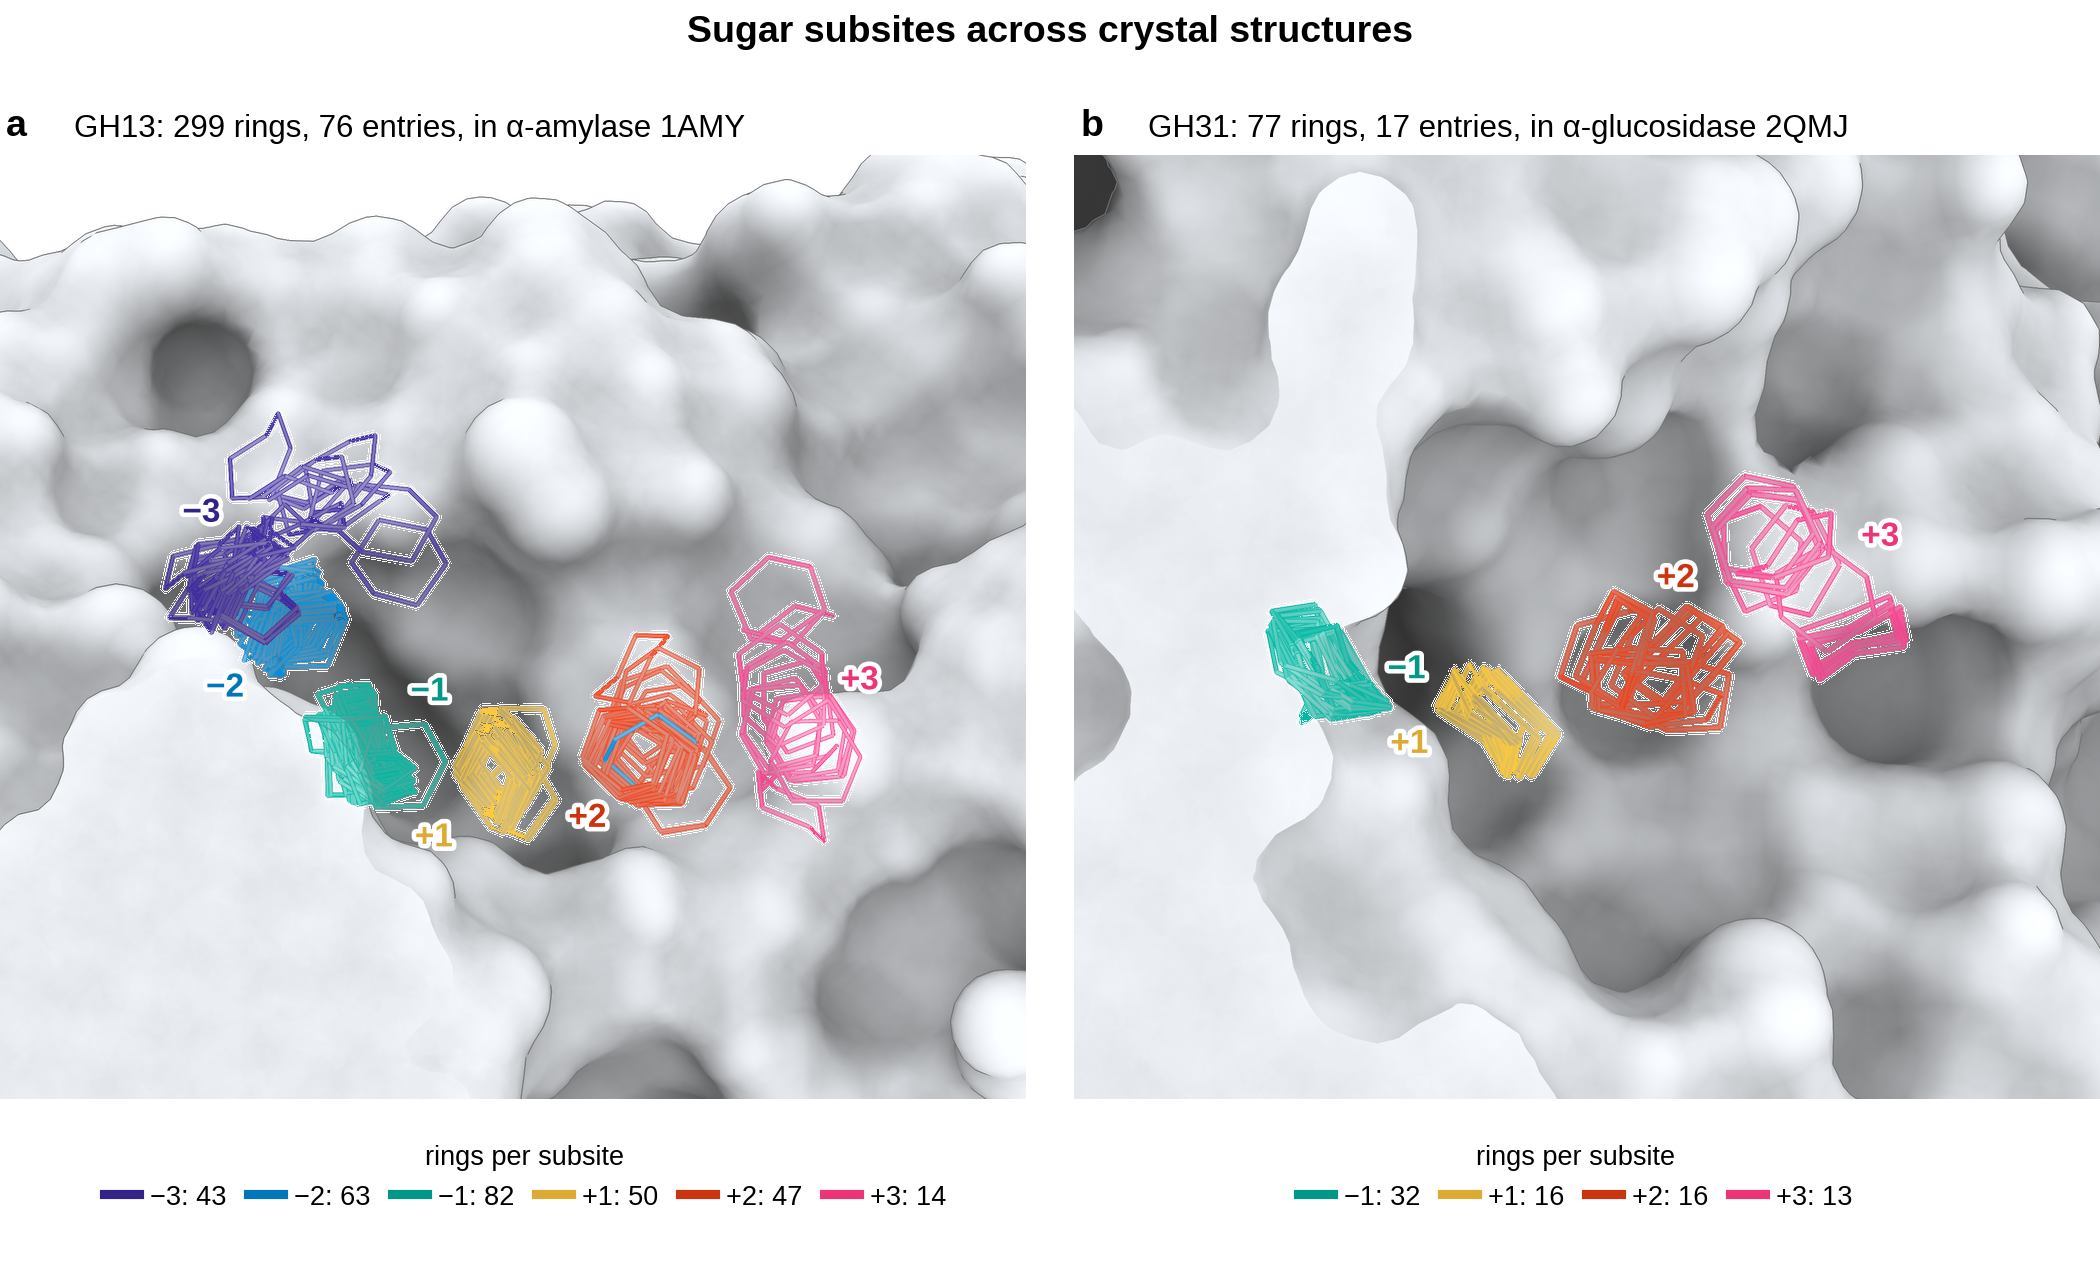 Sugar subsites across crystal structures
a GH13: 299 rings, 76 entries, in α-amylase 1AMY
−3
−2
−1
+1
+2
+3
rings per subsite
−3: 43 −2: 63 −1: 82 +1: 50 +2: 47 +3: 14
b GH31: 77 rings, 17 entries, in α-glucosidase 2QMJ
+3
+2
−1
+1
rings per subsite
−1: 32 +1: 16 +2: 16 +3: 13